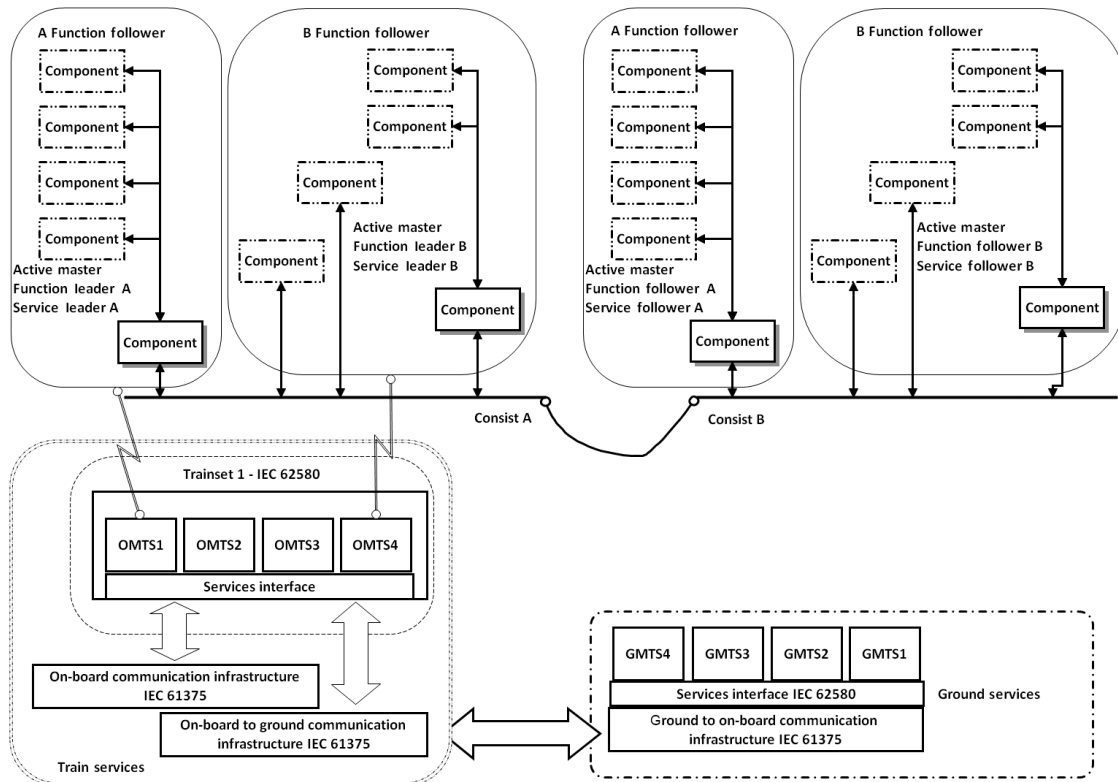 A Function follower
Component
Component
Component
Component
Active master
Function leader A
Service leader A
Component
B Function follower
Component
Component
Component
Component
Active master
Function leader B
Service leader B
Component
A Function follower
Component
Component
Component
Component
Active master
Function follower A
Service follower A
Component
B Function follower
Component
Component
Component
Component
Active master
Function follower B
Service follower B
Component
Consist A
Consist B
Trainset 1 - IEC 62580
OMTS1
OMTS2
OMTS3
OMTS4
Services interface
On-board communication infrastructure
IEC 61375
On-board to ground communication
infrastructure IEC 61375
Train services
GMTS4
GMTS3
GMTS2
GMTS1
Services interface IEC 62580
Ground services
Ground to on-board communication
infrastructure IEC 61375